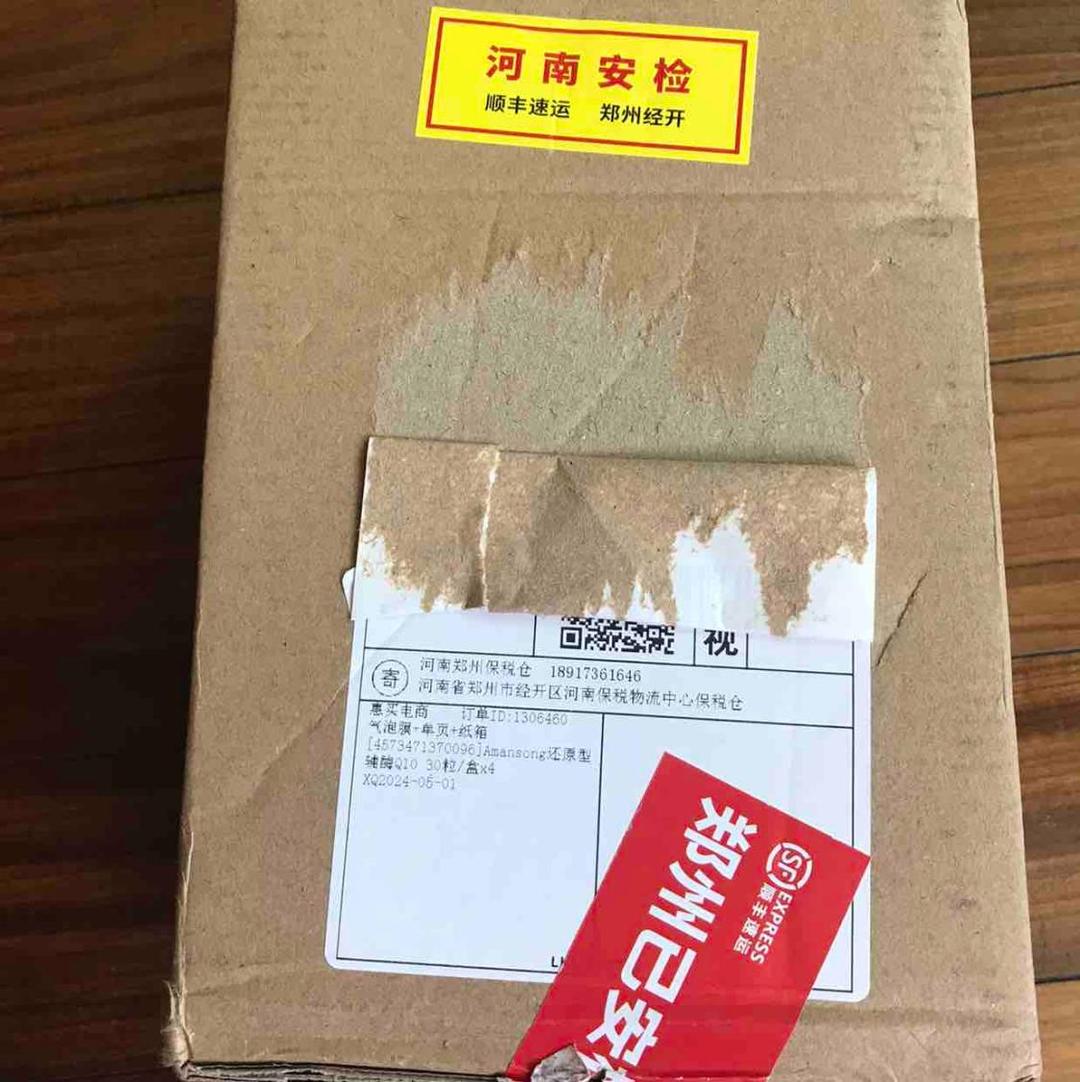 河南安检
顺丰速运 郑州经开
视
寄
河南郑州保税仓 18917361646
河南省郑州市经开区河南保税物流中心保税仓
惠买电商 订单ID:1306460
气泡膜+单页+纸箱
[4573471370096]Amansong还原型
辅酶Q10 30粒/盒x4
XQ2024-05-01
SF EXPRESS
顺丰速运
郑州已安